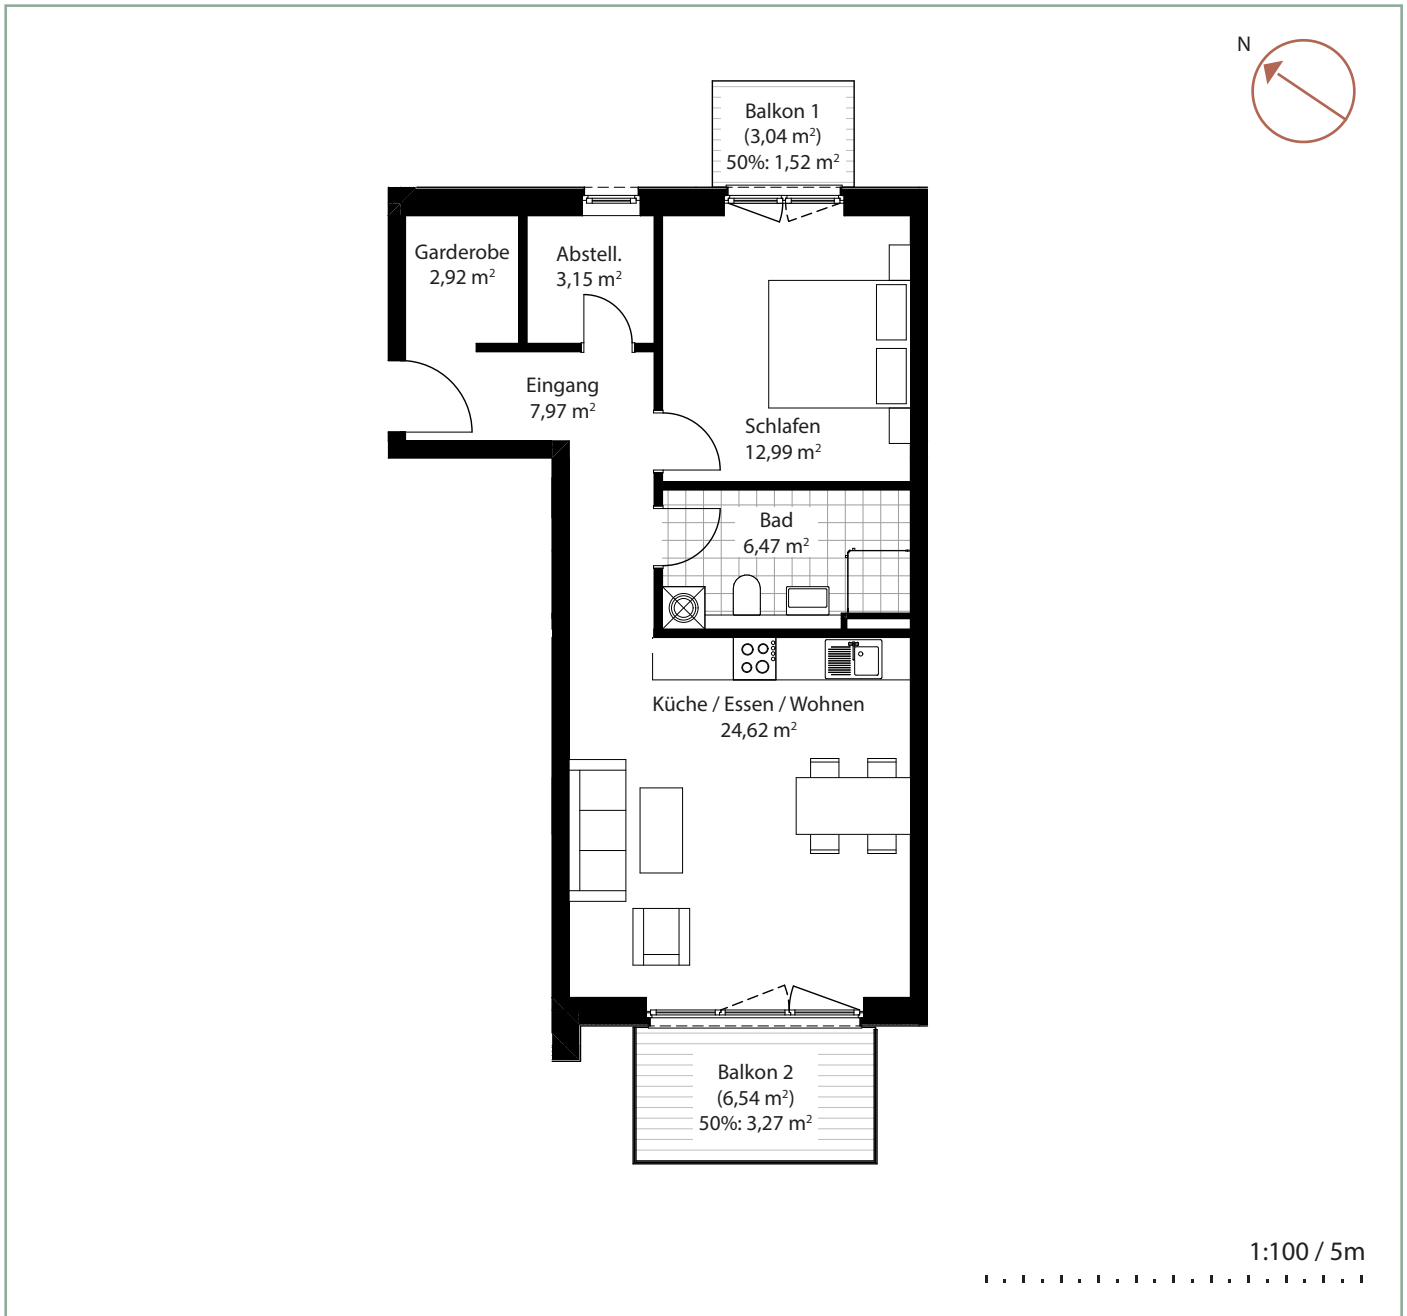 N
Balkon 1
(3,04 m²)
50%: 1,52 m²
Garderobe
2,92 m²
Abstell.
3,15 m²
Eingang
7,97 m²
Schlafen
12,99 m²
Bad
6,47 m²
Küche / Essen / Wohnen
24,62 m²
Balkon 2
(6,54 m²)
50%: 3,27 m²
1:100 / 5m